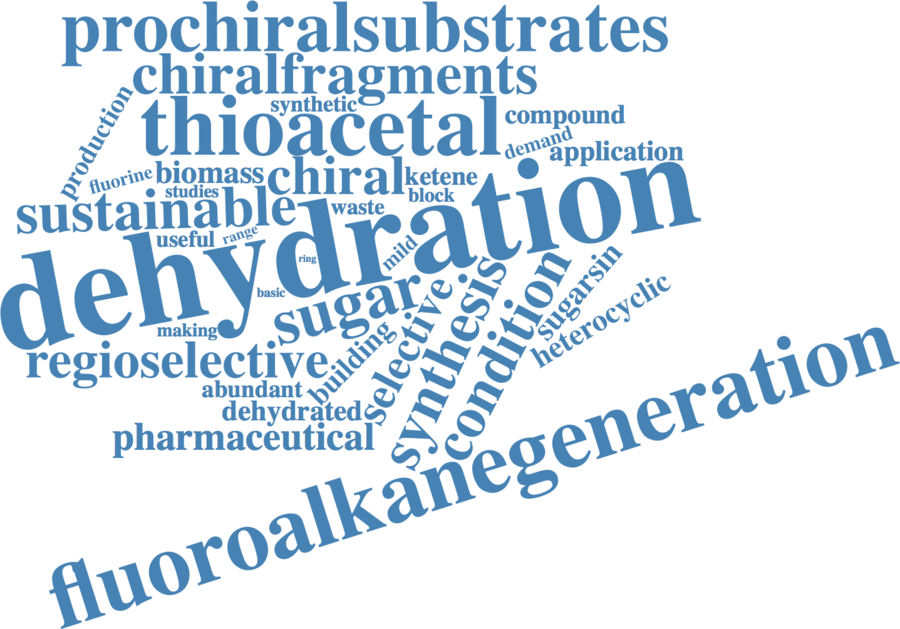 prochiralsubstrates
chiralfragments
synthetic
thioacetal
compound
production
demand
application
fluorine
biomass
chiral
ketene
studies
block
sustainable
waste
useful
range
dehydration
ring
mild
basic
sugar
making
selective
synthesis
condition
sugarsin
heterocyclic
regioselective
building
abundant
dehydrated
pharmaceutical
fluoroalkanegeneration